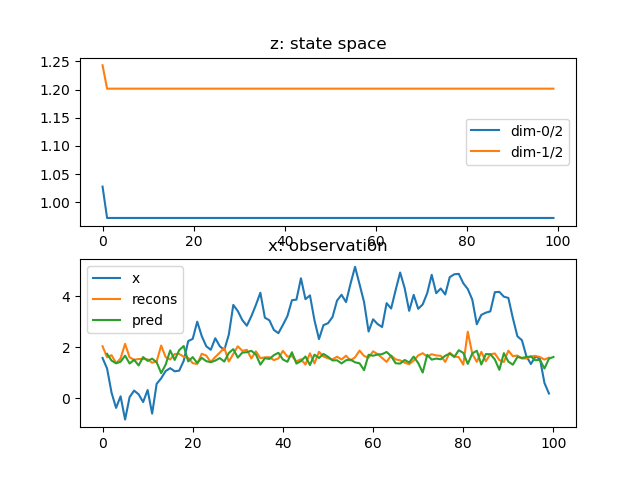 z: state space
1.25
1.20
1.15
1.10
1.05
1.00
dim-0/2
dim-1/2
0 20 40 60 80 100
x: observation
x
recons
pred
4
2
0
0 20 40 60 80 100